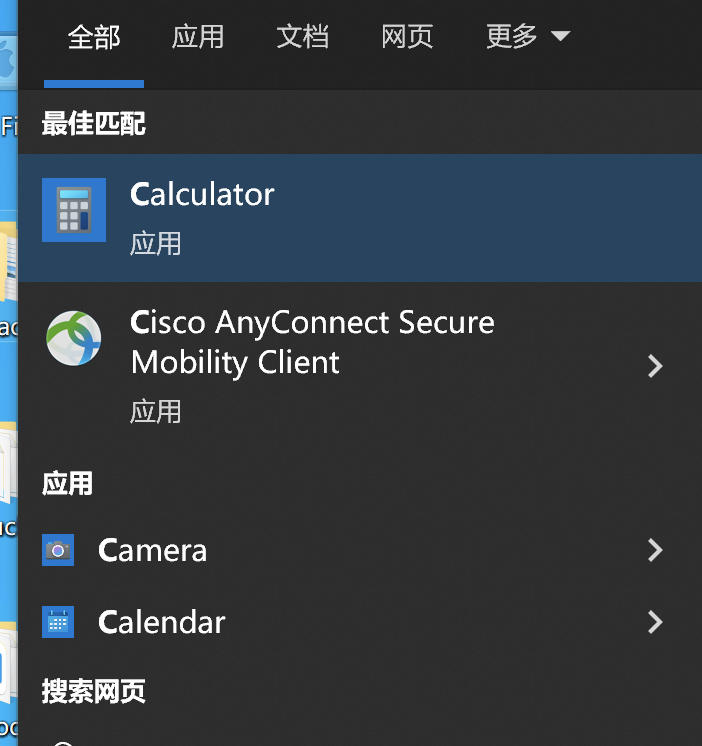 全部 应用 文档 网页 更多
最佳匹配
Calculator
应用
Cisco AnyConnect Secure
Mobility Client
应用
应用
Camera
Calendar
搜索网页